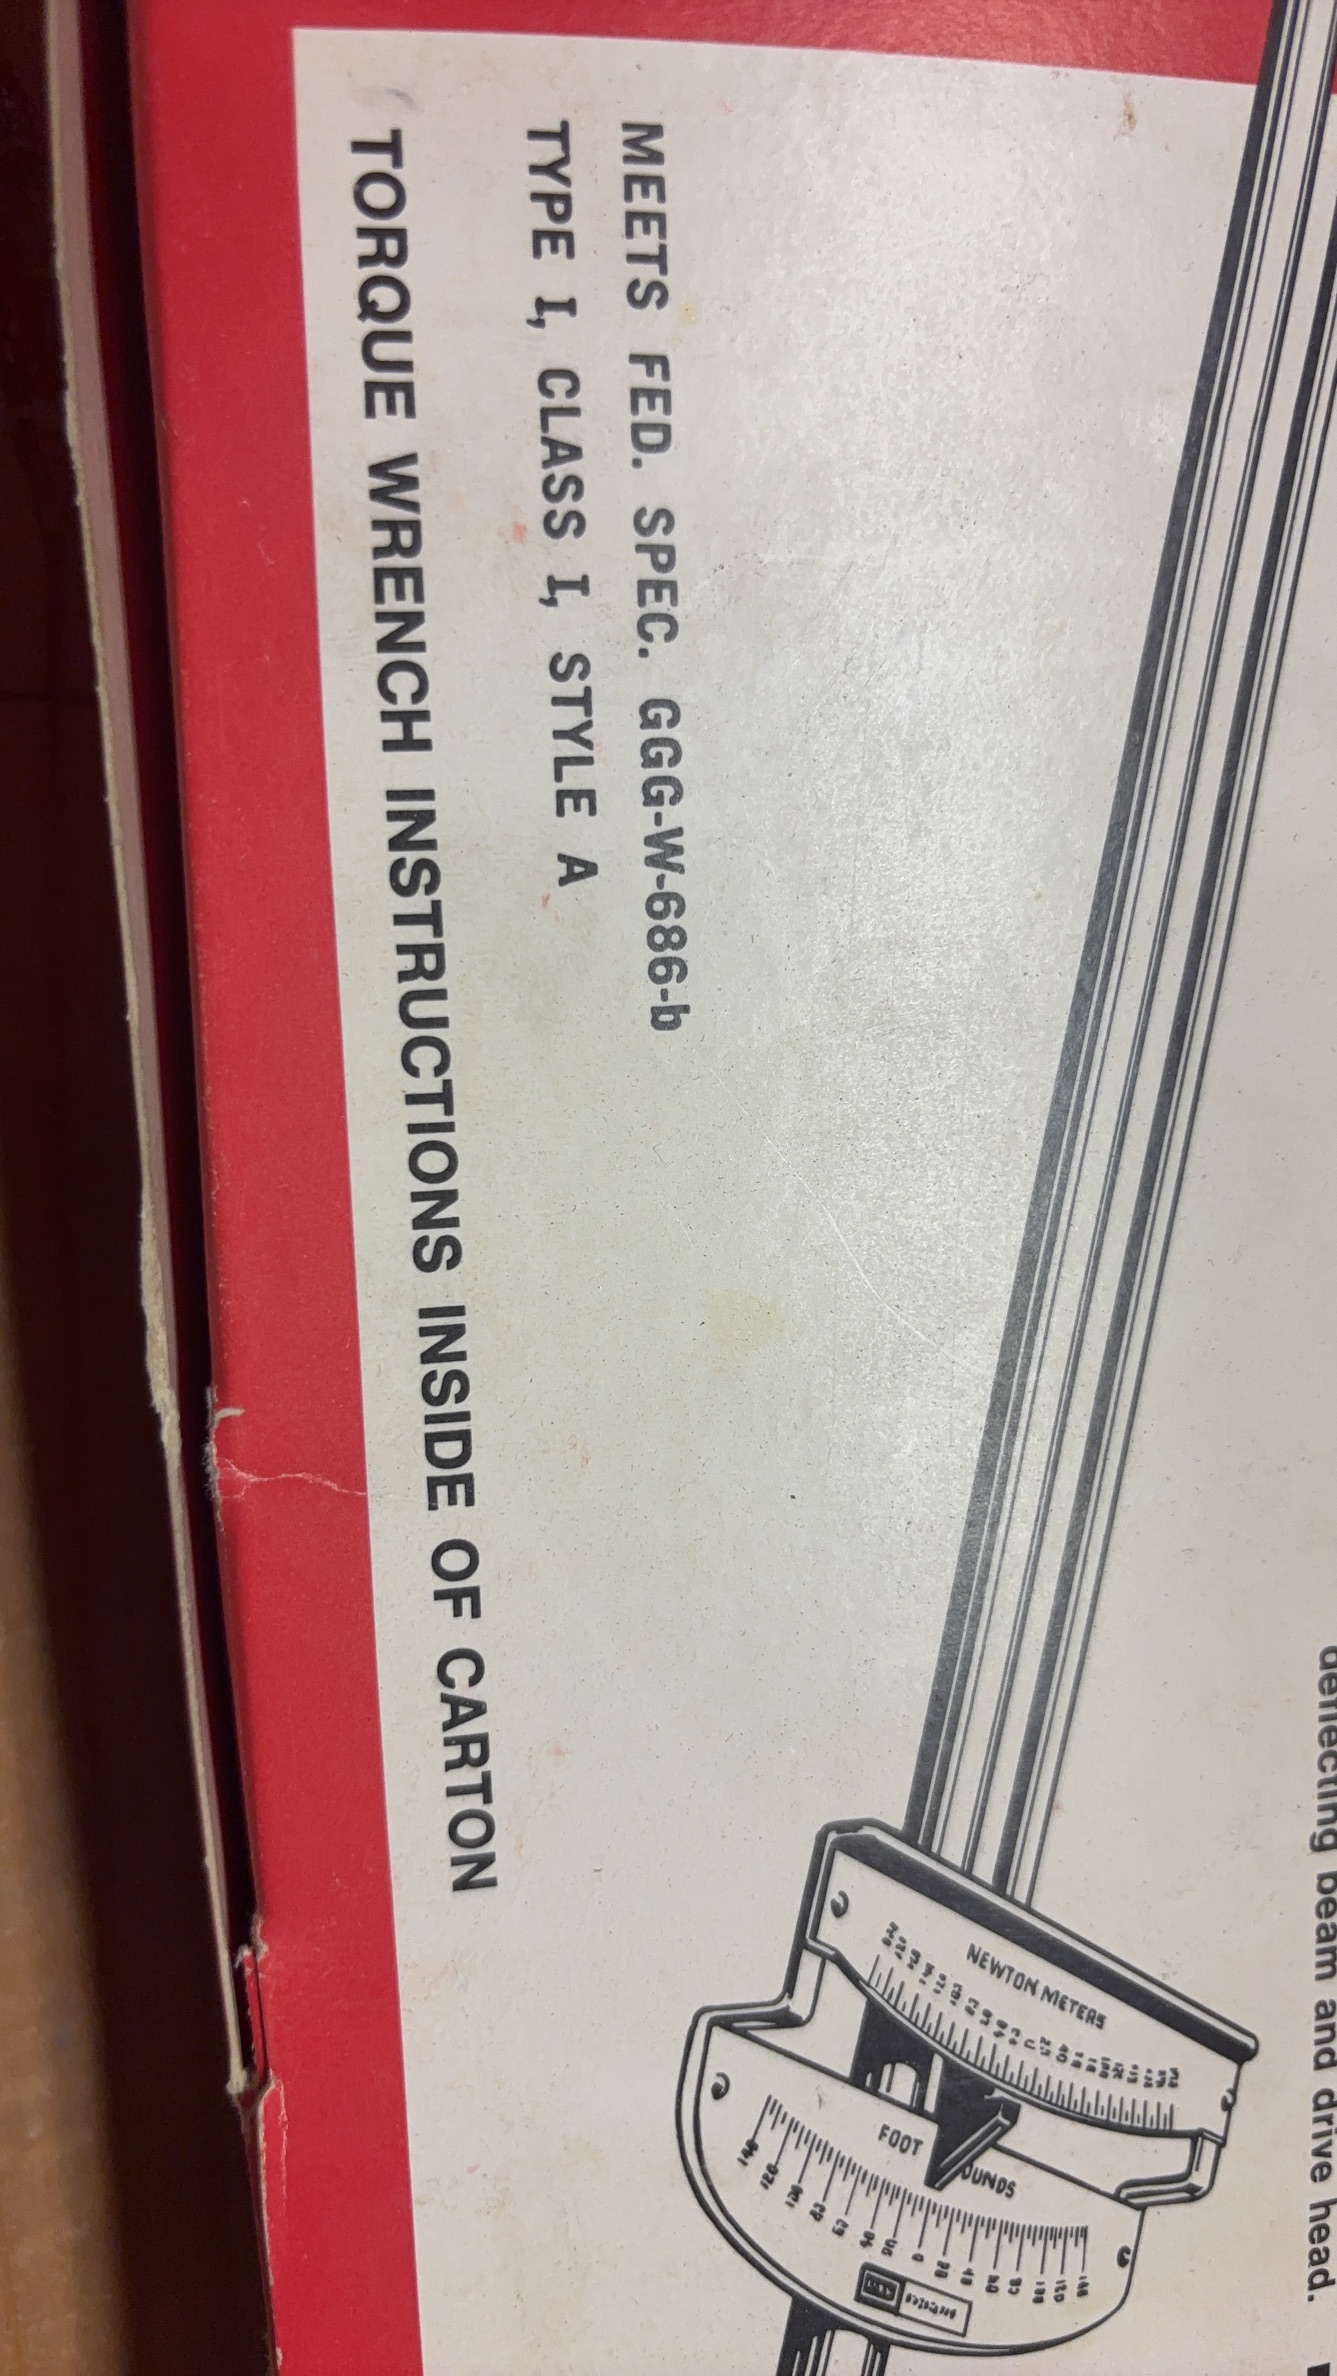 deflecting beam and drive head.
MEETS FED. SPEC. GGG-W-686-b
TYPE I, CLASS I, STYLE A
TORQUE WRENCH INSTRUCTIONS INSIDE OF CARTON
NEWTON METERS
FOOT OUNDS